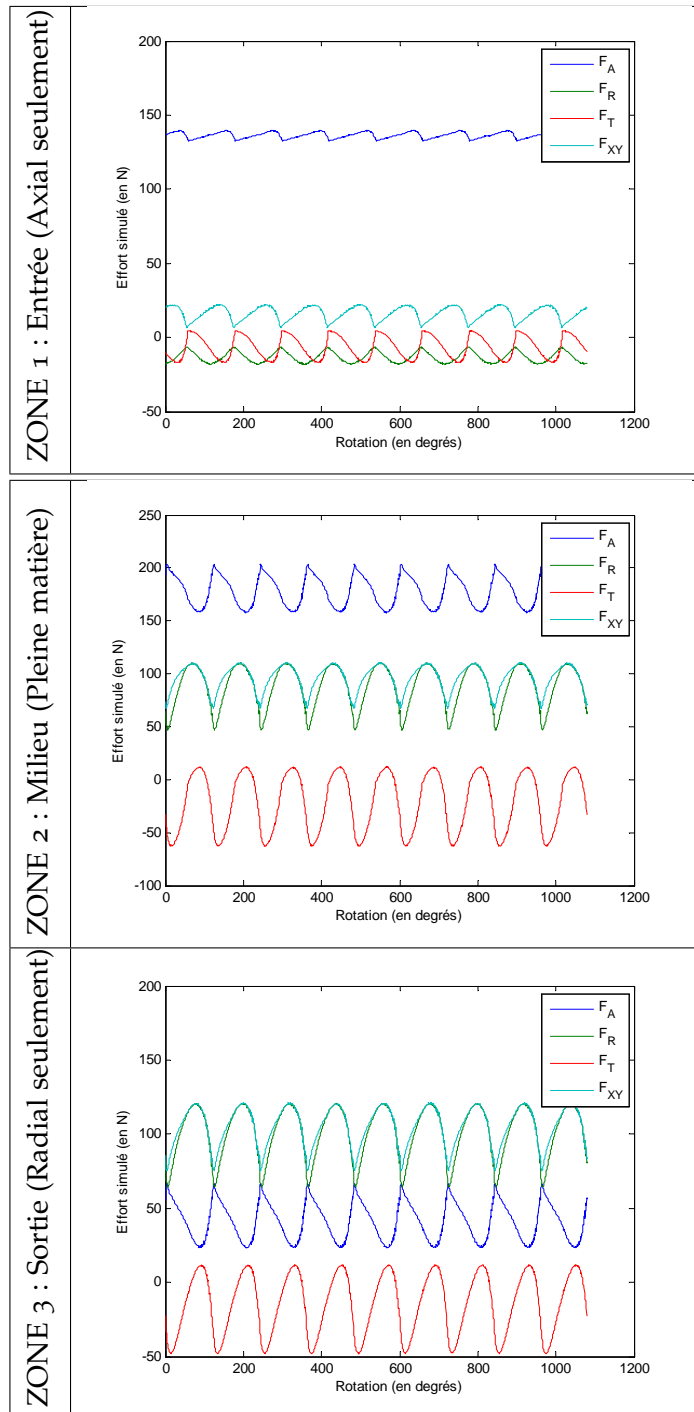 ZONE 1 : Entrée (Axial seulement)
200
150
100
50
0
-50
Effort simulé (en N)
0 200 400 600 800 1000 1200
Rotation (en degrés)
F_A
F_R
F_T
F_XY
ZONE 2 : Milieu (Pleine matière)
250
200
150
100
50
0
-50
-100
Effort simulé (en N)
0 200 400 600 800 1000 1200
Rotation (en degrés)
F_A
F_R
F_T
F_XY
ZONE 3 : Sortie (Radial seulement)
200
150
100
50
0
-50
Effort simulé (en N)
0 200 400 600 800 1000 1200
Rotation (en degrés)
F_A
F_R
F_T
F_XY